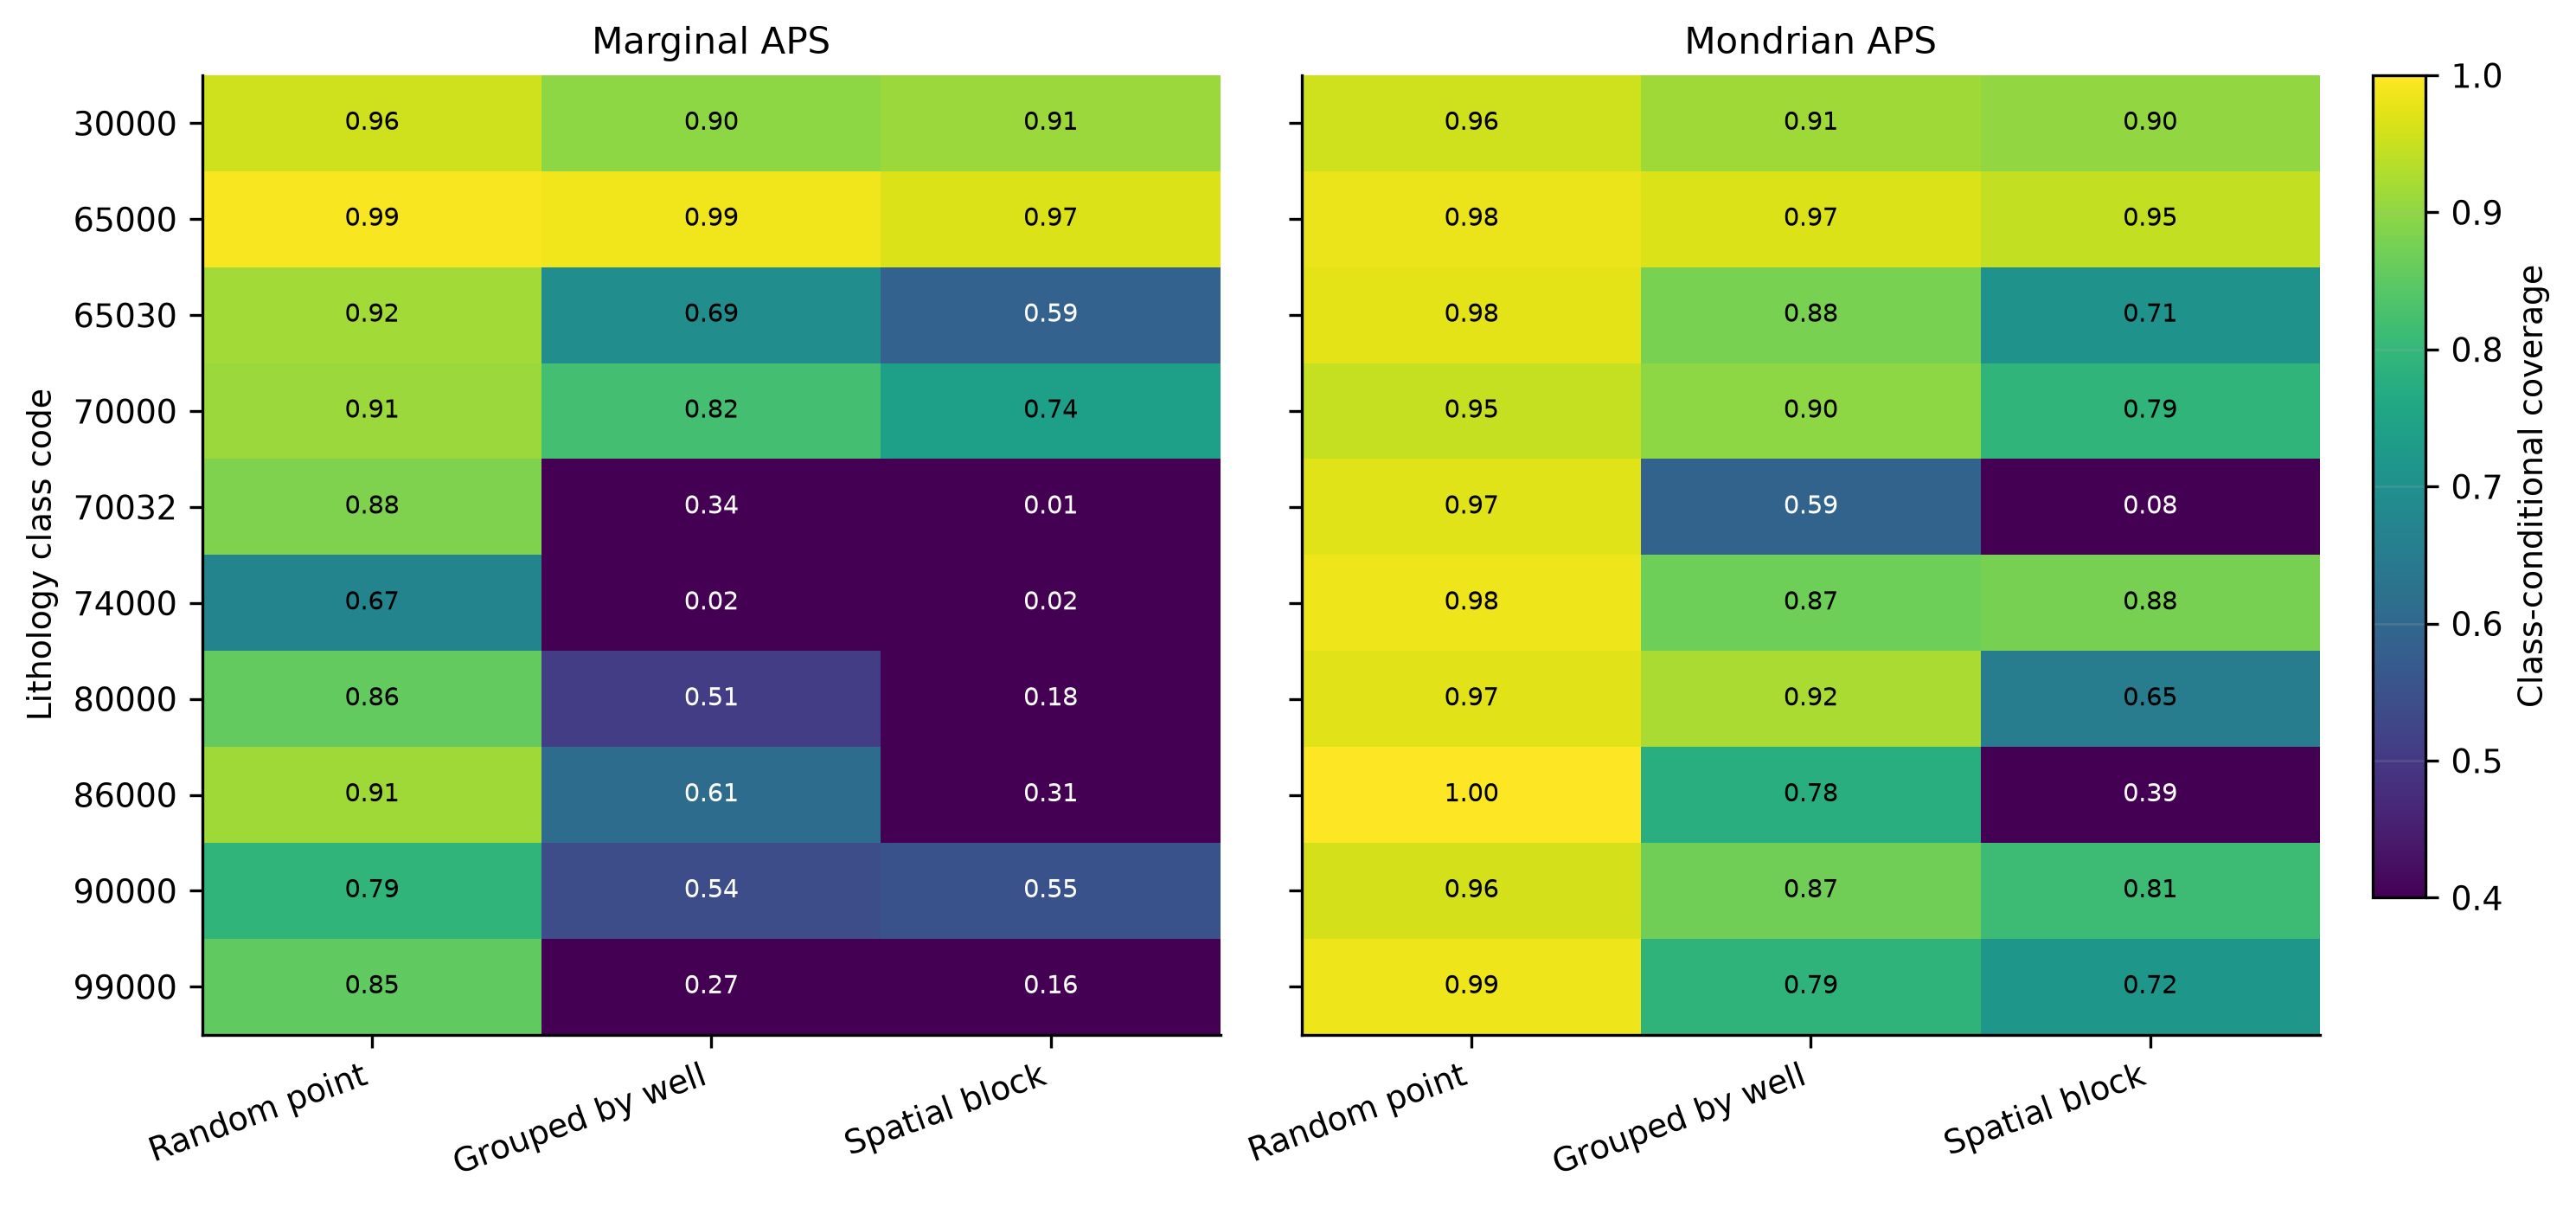 Marginal APS
Mondrian APS
Lithology class code
30000 0.96 0.90 0.91 0.96 0.91 0.90
65000 0.99 0.99 0.97 0.98 0.97 0.95
65030 0.92 0.69 0.59 0.98 0.88 0.71
70000 0.91 0.82 0.74 0.95 0.90 0.79
70032 0.88 0.34 0.01 0.97 0.59 0.08
74000 0.67 0.02 0.02 0.98 0.87 0.88
80000 0.86 0.51 0.18 0.97 0.92 0.65
86000 0.91 0.61 0.31 1.00 0.78 0.39
90000 0.79 0.54 0.55 0.96 0.87 0.81
99000 0.85 0.27 0.16 0.99 0.79 0.72
Random point
Grouped by well
Spatial block
Random point
Grouped by well
Spatial block
1.0
0.9
0.8
0.7
0.6
0.5
0.4
Class-conditional coverage